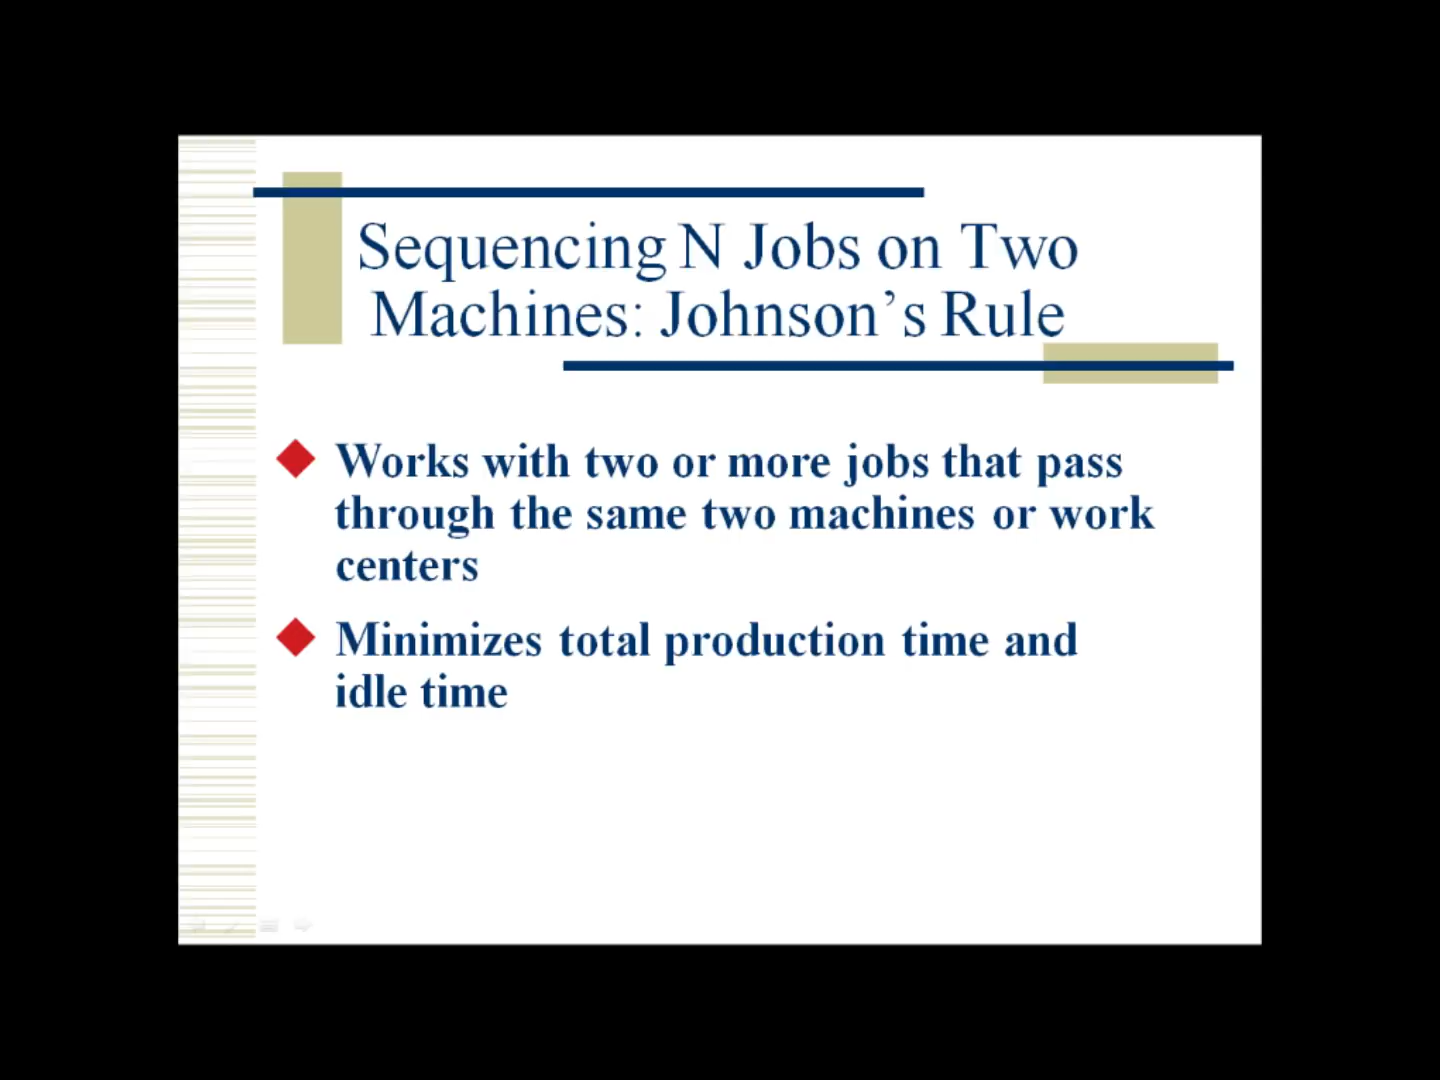 Sequencing N Jobs on Two
Machines: Johnson’s Rule
Works with two or more jobs that pass
through the same two machines or work
centers
Minimizes total production time and
idle time